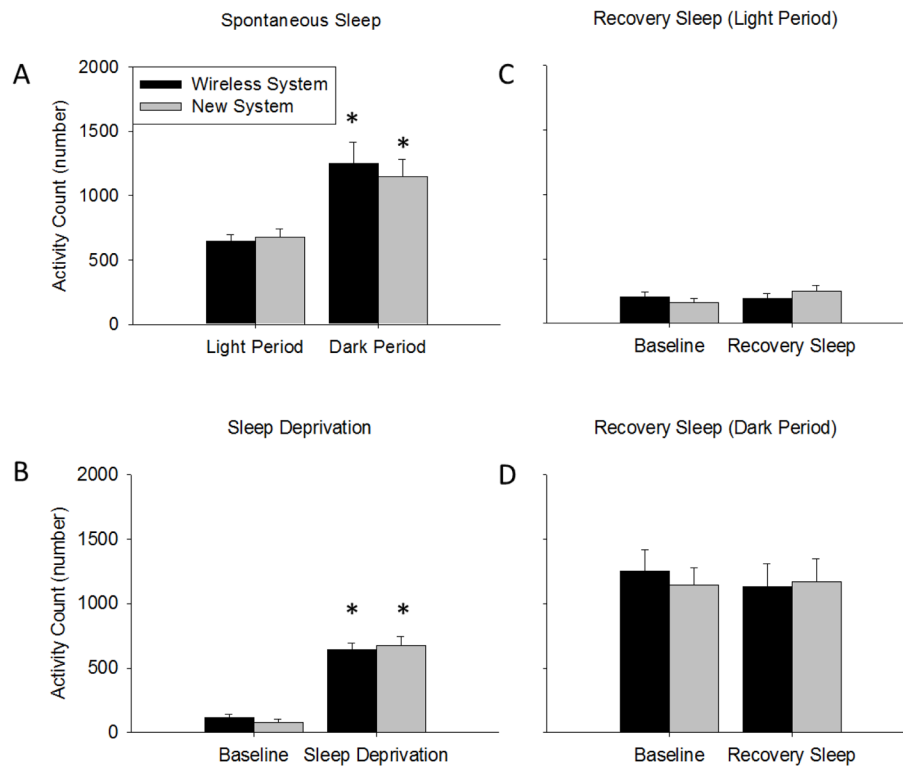 Spontaneous Sleep
A
Activity Count (number)
2000
1500
1000
500
0
Wireless System
New System
*
*
Light Period
Dark Period
Recovery Sleep (Light Period)
C
Baseline
Recovery Sleep
Sleep Deprivation
B
Activity Count (number)
2000
1500
1000
500
0
*
*
Baseline
Sleep Deprivation
Recovery Sleep (Dark Period)
D
Baseline
Recovery Sleep